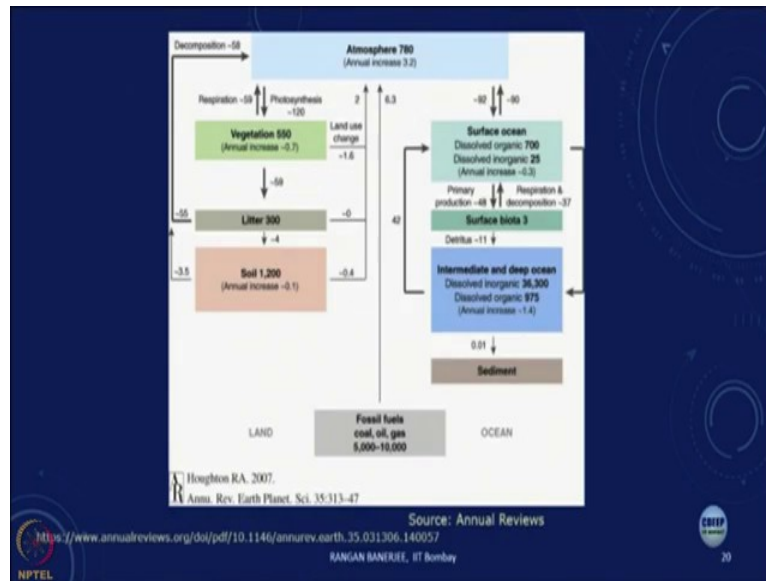 Decomposition ~58
Atmosphere 780
(Annual increase 3.2)
Respiration ~59
Photosynthesis
~120
2
6.3
~92
~90
Vegetation 550
(Annual increase ~0.7)
Land use
change
~1.6
Surface ocean
Dissolved organic 700
Dissolved inorganic 25
(Annual increase ~0.3)
~59
Primary
production ~48
Respiration &
decomposition ~37
~55
Litter 300
~0
42
Surface biota 3
~4
Detritus ~11
~3.5
Soil 1,200
(Annual increase ~0.1)
~0.4
Intermediate and deep ocean
Dissolved inorganic 36,300
Dissolved organic 975
(Annual increase ~1.4)
0.01
Sediment
LAND
Fossil fuels
coal, oil, gas
5,000–10,000
OCEAN
AR Houghton RA. 2007.
Annu. Rev. Earth Planet. Sci. 35:313–47
Source: Annual Reviews
https://www.annualreviews.org/doi/pdf/10.1146/annurev.earth.35.031306.140057
RANGAN BANERJEE, IIT Bombay
CDEEP
20
NPTEL